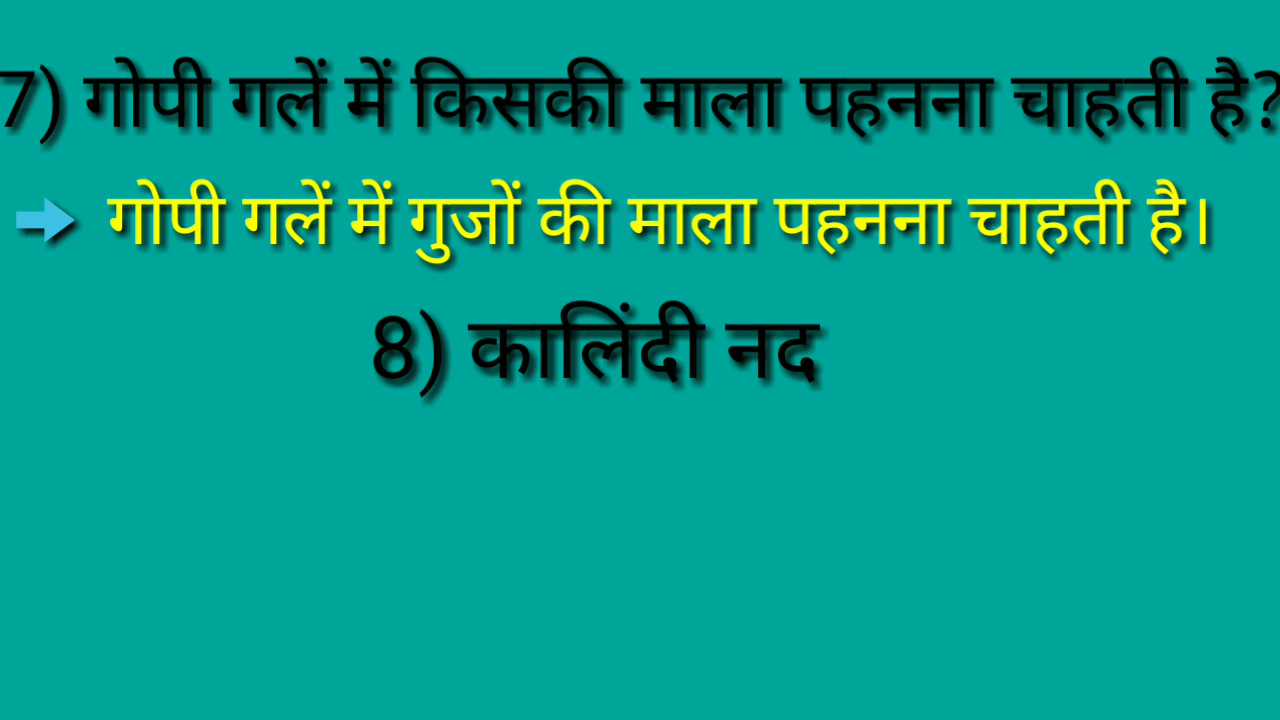 7) गोपी गलें में किसकी माला पहनना चाहती है?
गोपी गलें में गुजों की माला पहनना चाहती है।
8) कालिंदी नद